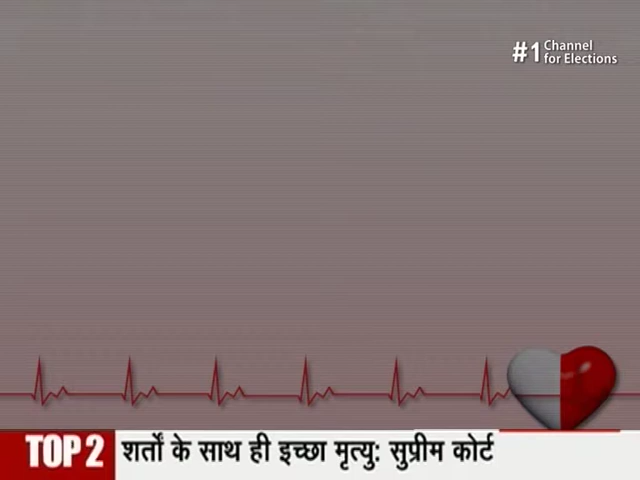 #1 Channel
for Elections
TOP 2 शर्तों के साथ ही इच्छा मृत्यु: सुप्रीम कोर्ट